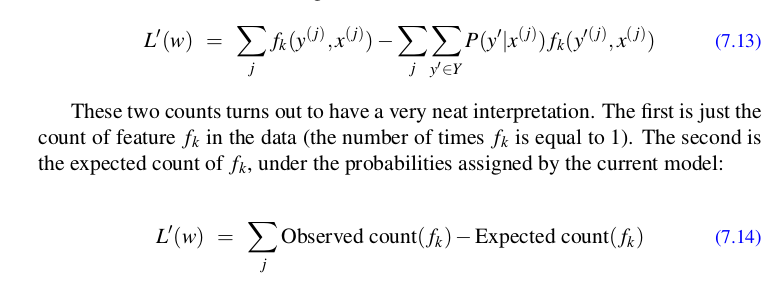 L′(w) = ∑_j f_k(y^(j), x^(j)) − ∑_j ∑_{y′∈Y} P(y′|x^(j)) f_k(y′^(j), x^(j)) (7.13)
These two counts turns out to have a very neat interpretation. The first is just the
count of feature f_k in the data (the number of times f_k is equal to 1). The second is
the expected count of f_k, under the probabilities assigned by the current model:
L′(w) = ∑_j Observed count(f_k) − Expected count(f_k) (7.14)